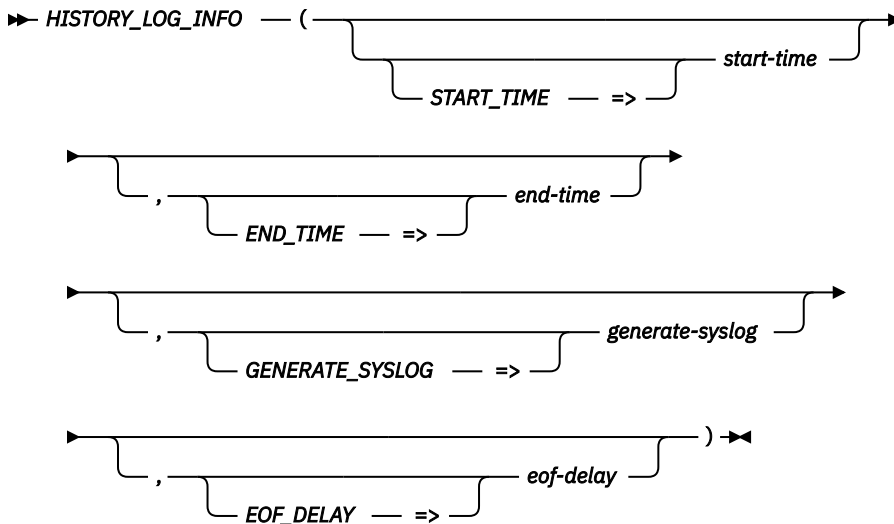 HISTORY_LOG_INFO (
start-time
START_TIME =>
, end-time
END_TIME =>
, generate-syslog
GENERATE_SYSLOG =>
, eof-delay )
EOF_DELAY =>